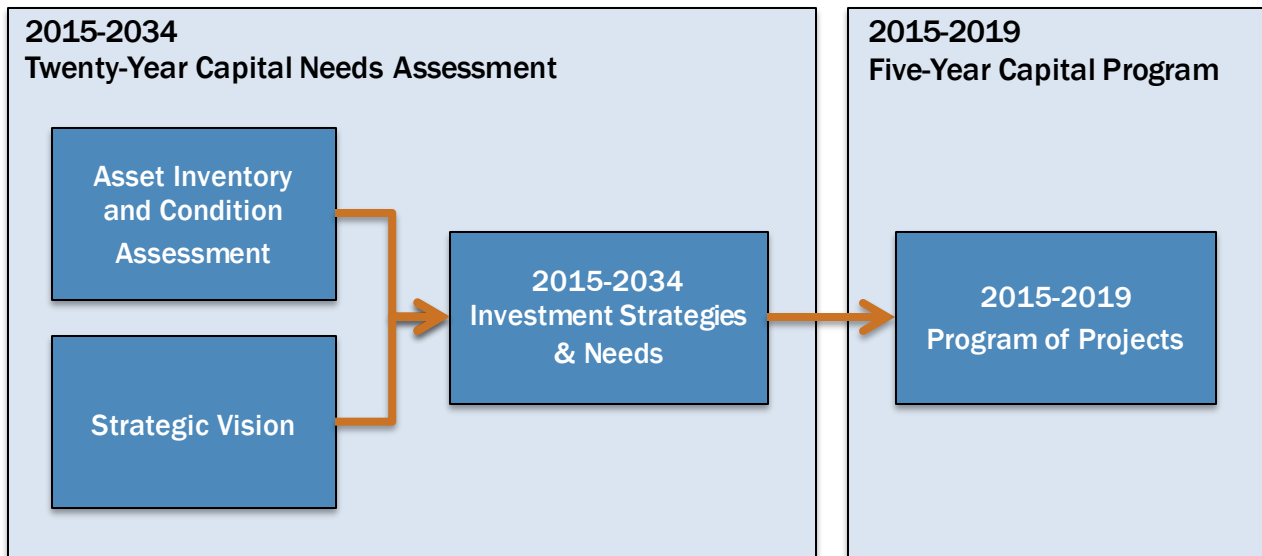 2015-2034
Twenty-Year Capital Needs Assessment
Asset Inventory
and Condition
Assessment
Strategic Vision
2015-2034
Investment Strategies
& Needs
2015-2019
Five-Year Capital Program
2015-2019
Program of Projects